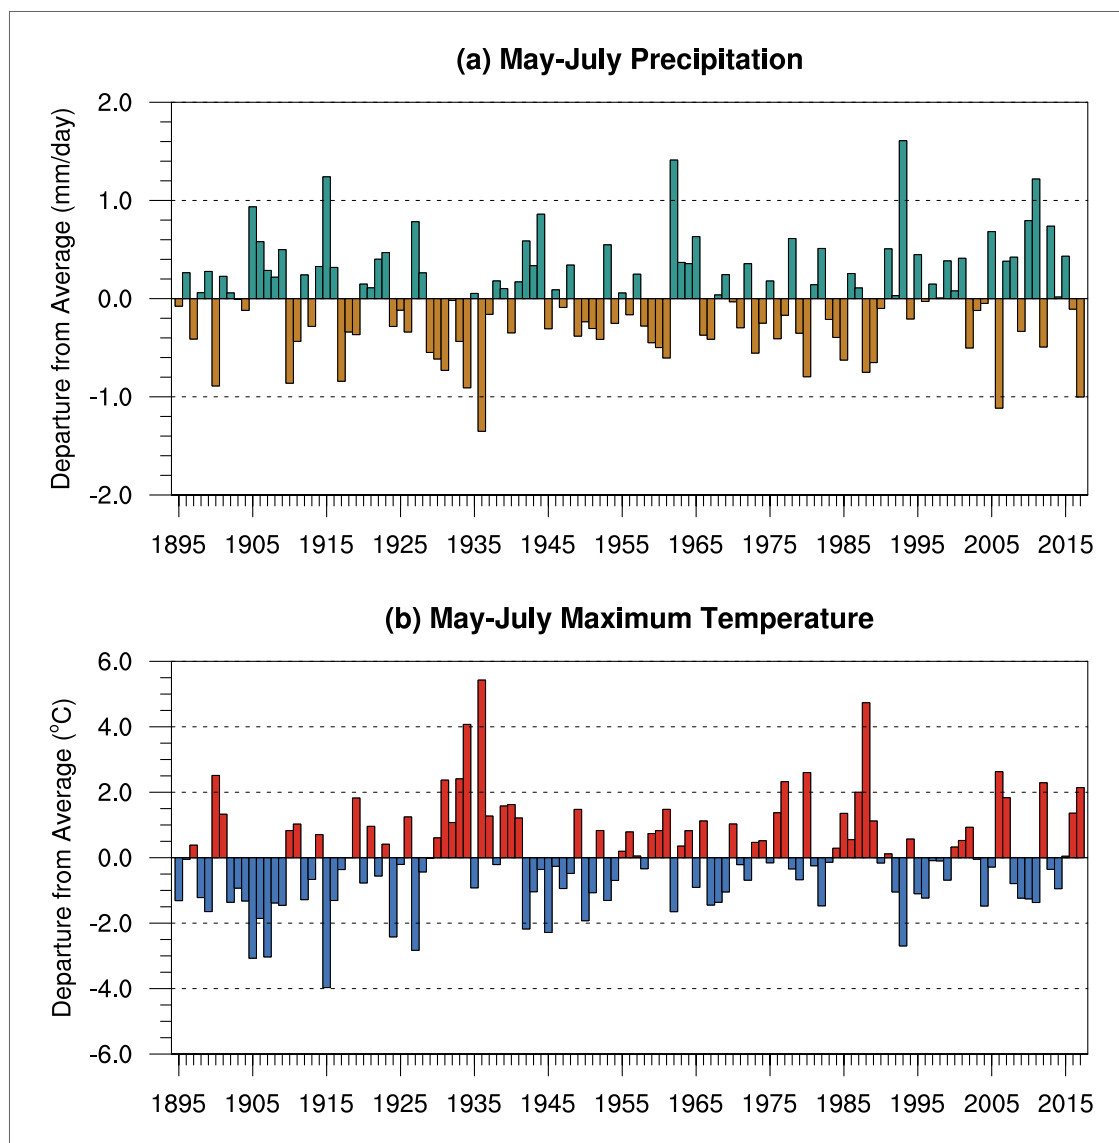 (a) May-July Precipitation
Departure from Average (mm/day)
2.0
1.0
0.0
-1.0
-2.0
1895 1905 1915 1925 1935 1945 1955 1965 1975 1985 1995 2005 2015
(b) May-July Maximum Temperature
Departure from Average (°C)
6.0
4.0
2.0
0.0
-2.0
-4.0
-6.0
1895 1905 1915 1925 1935 1945 1955 1965 1975 1985 1995 2005 2015